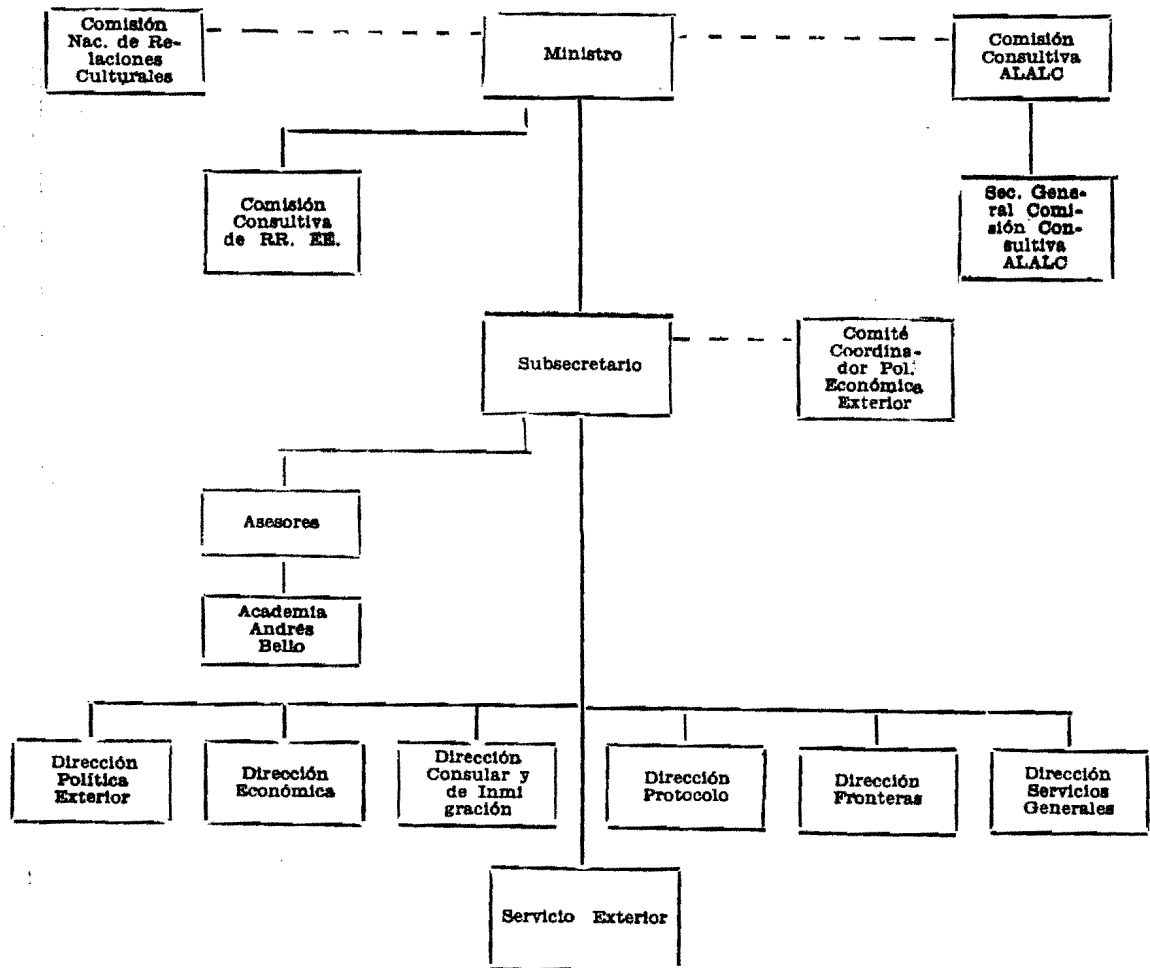 Comisión
Nac. de Re-
laciones
Culturales
Ministro
Comisión
Consultiva
ALALC
Comisión
Consultiva
de RR. EE.
Sec. Gene-
ral Comi-
sión Con-
sultiva
ALALC
Subsecretario
Comité
Coordina-
dor Pol.
Económica
Exterior
Asesores
Academia
Andrés
Bello
Dirección
Política
Exterior
Dirección
Económica
Dirección
Consular y
de Inmi
gración
Dirección
Protocolo
Dirección
Fronteras
Dirección
Servicios
Generales
Servicio Exterior